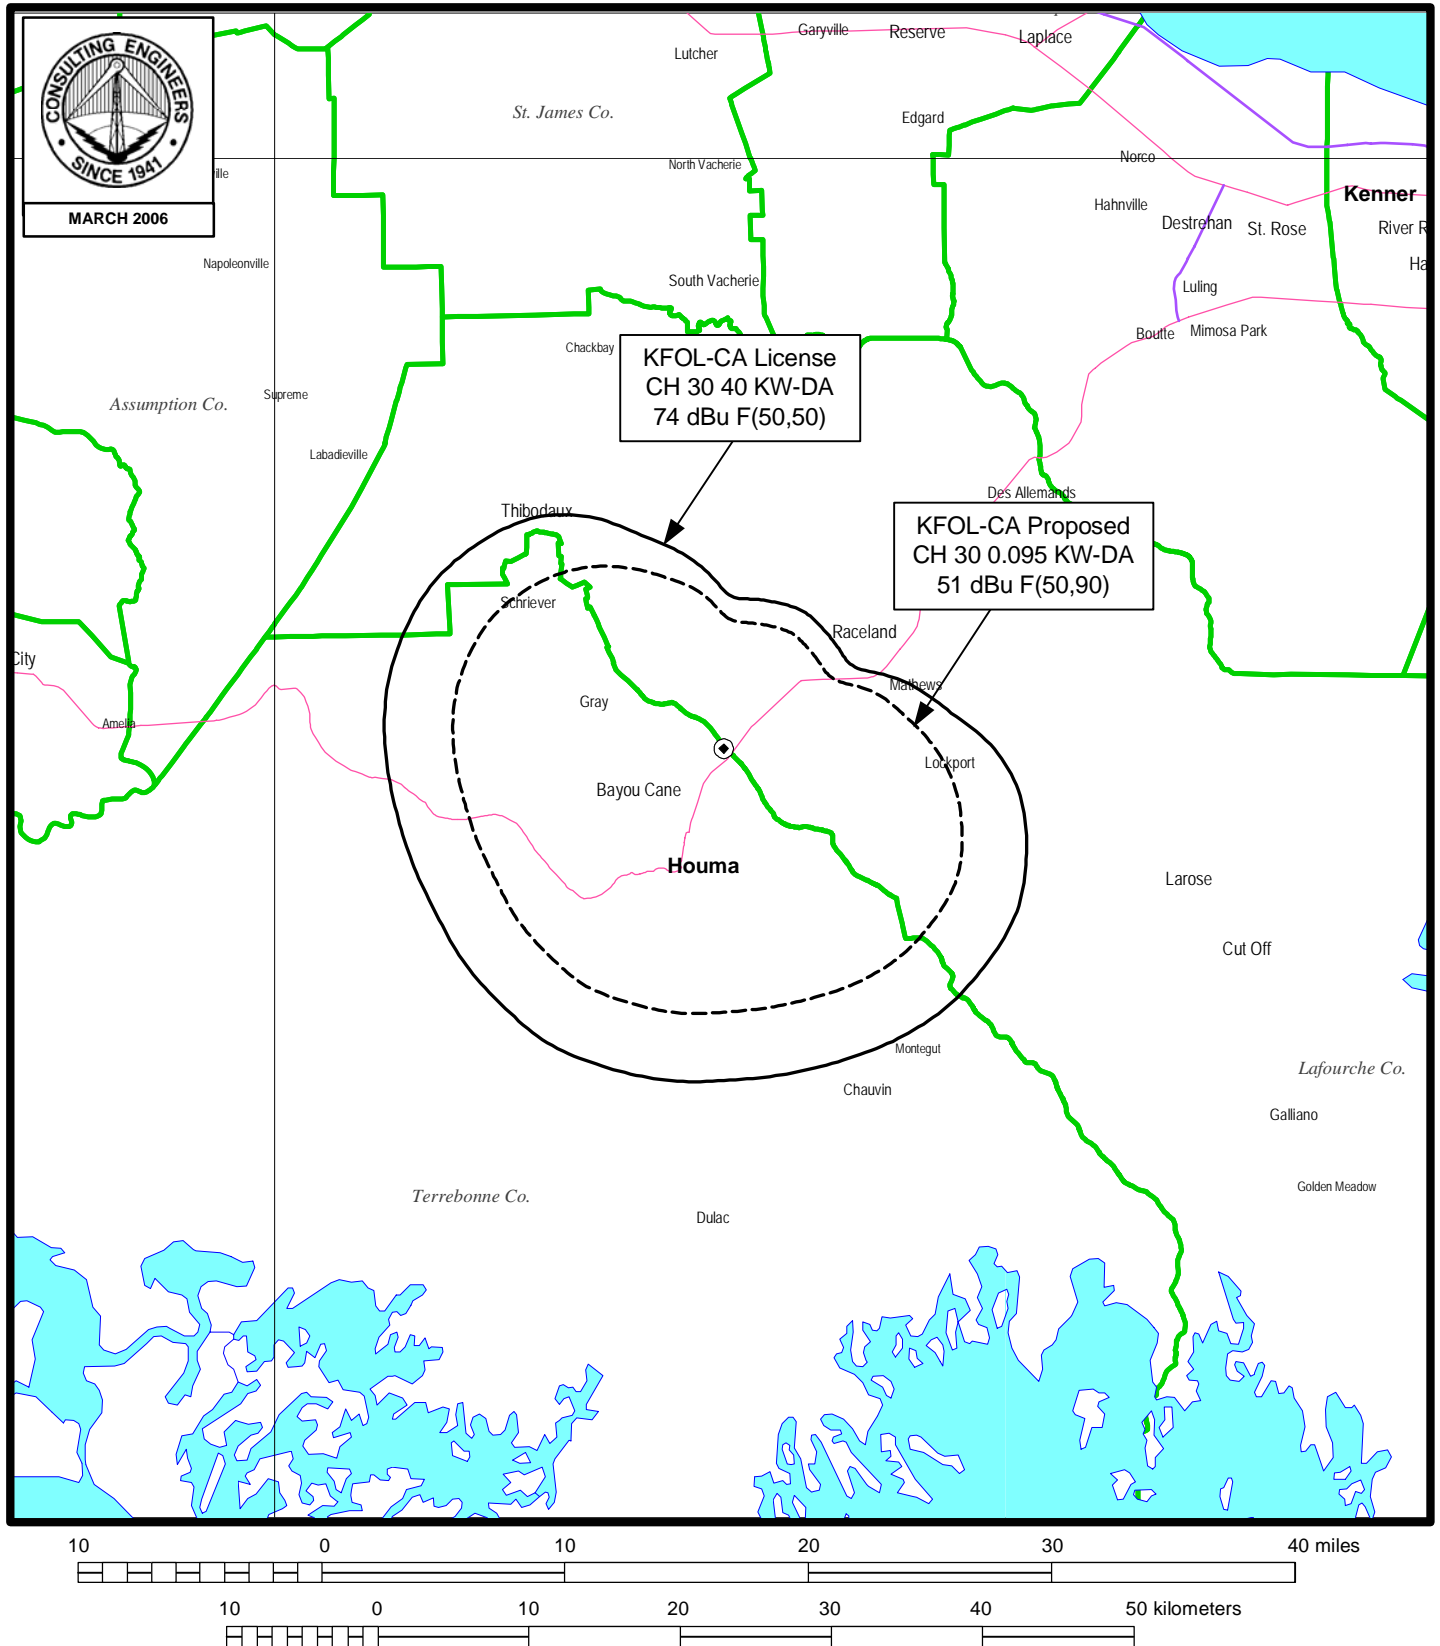 CONSULTING ENGINEERS
SINCE 1941
MARCH 2006
Garyville
Reserve
Laplace
Lutcher
St. James Co.
Edgard
North Vacherie
Norco
ille
Kenner
Hahnville
Destrehan
St. Rose
River R
Napoleonville
Ha
South Vacherie
Luling
Boutte
Mimosa Park
Chackbay
KFOL-CA License
CH 30 40 KW-DA
74 dBu F(50,50)
Supreme
Assumption Co.
Labadieville
Des Allemands
Thibodaux
KFOL-CA Proposed
CH 30 0.095 KW-DA
51 dBu F(50,90)
Schriever
Raceland
City
Mathews
Gray
Amelia
Lockport
Bayou Cane
Houma
Larose
Cut Off
Montegut
Lafourche Co.
Chauvin
Galliano
Terrebonne Co.
Golden Meadow
Dulac
10 0 10 20 30 40 miles
10 0 10 20 30 40 50 kilometers